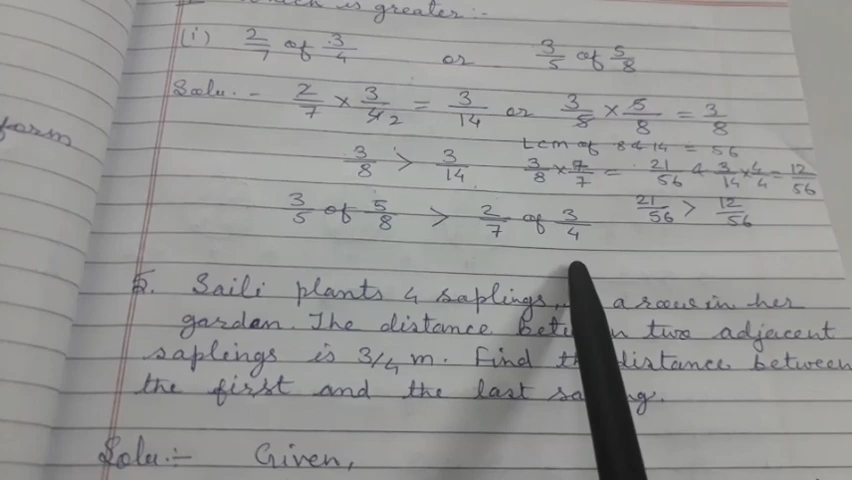 is greater:-
(i) 2/7 of 3/4 or 3/5 of 5/8
Solu.- 2/7 × 3/42 = 3/14 or 3/5 × 5/8 = 3/8
LCM of 8 & 14 = 56
3/8 > 3/14 3/8 × 7/7 = 21/56 & 3/14 × 4/4 = 12/56
3/5 of 5/8 > 2/7 of 3/4 21/56 > 12/56
form
5. Saili plants 4 saplings, a row in her
garden. The distance between two adjacent
saplings is 3/4 m. Find the distance between
the first and the last sapling.
Solu:- Given,